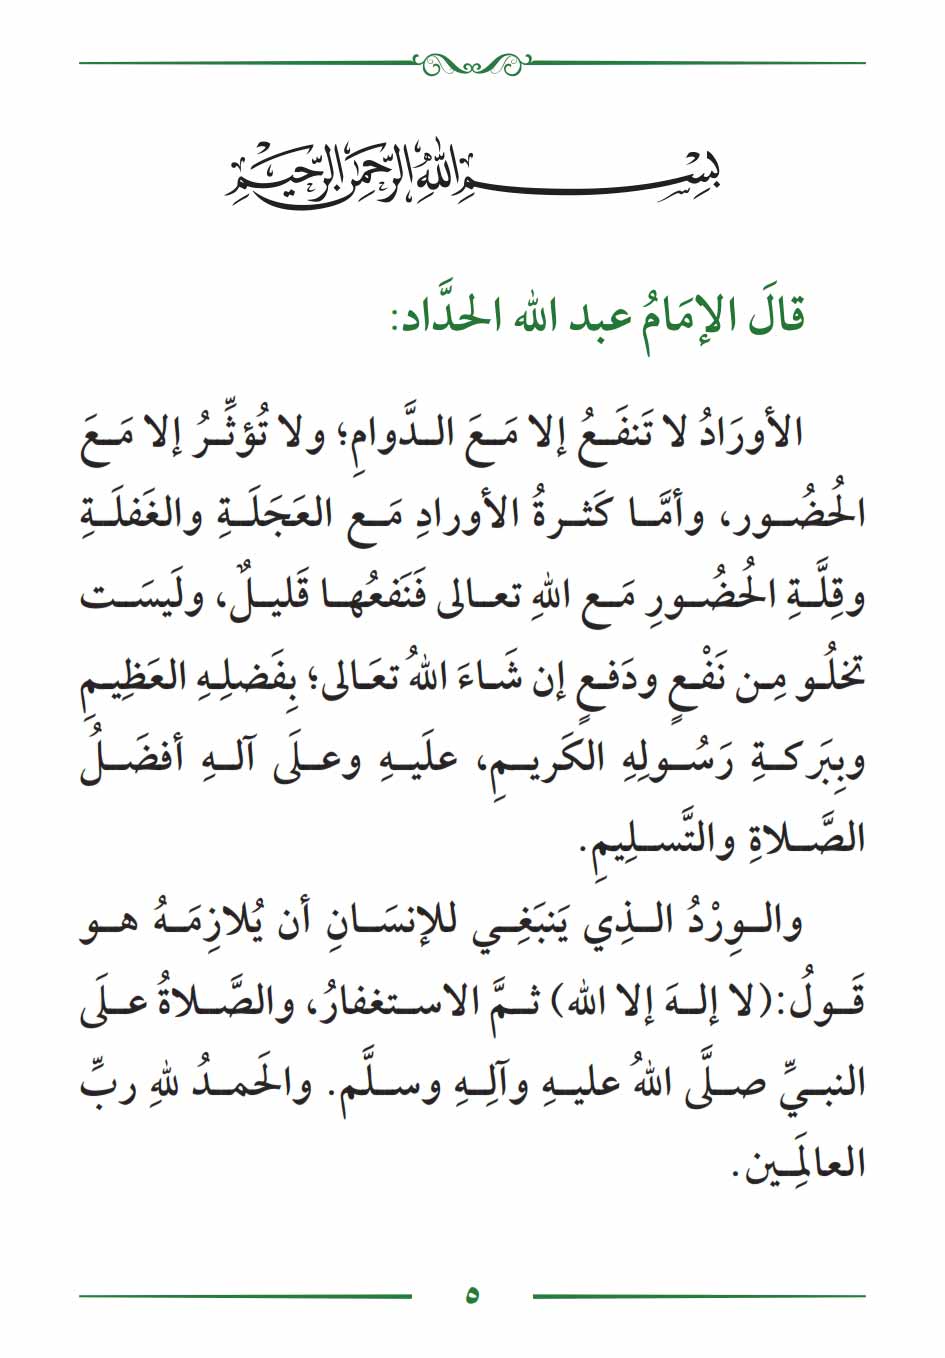 بِسْمِ اللهِ الرَّحْمٰنِ الرَّحِيمِ
قالَ الإمَامُ عبد الله الحدَّاد:
الأورَادُ لا تَنفَعُ إلا مَعَ الدَّوامِ؛ ولا تُؤثِّرُ إلا مَعَ
الحُضُور، وأمَّا كَثرةُ الأورادِ مَع العَجَلَةِ والغَفلَةِ
وقِلَّةِ الحُضُورِ مَع اللهِ تعالى فَنَفعُها قَليلٌ، ولَيسَت
تخلُو مِن نَفْعٍ ودَفعٍ إن شَاءَ اللهُ تعَالى؛ بِفَضلِهِ العَظِيمِ
وبِبَركةِ رَسُولِهِ الكَريمِ، علَيهِ وعلَى آلهِ أفضَلُ
الصَّلاةِ والتَّسلِيمِ.
والوِرْدُ الذِي يَنبَغِي للإنسَانِ أن يُلازِمَهُ هو
قَولُ:(لا إلهَ إلا الله) ثمَّ الاستغفارُ، والصَّلاةُ علَى
النبيِّ صلَّى اللهُ عليهِ وآلِهِ وسلَّم. والحَمدُ للهِ ربِّ
العالَمِين.
٥